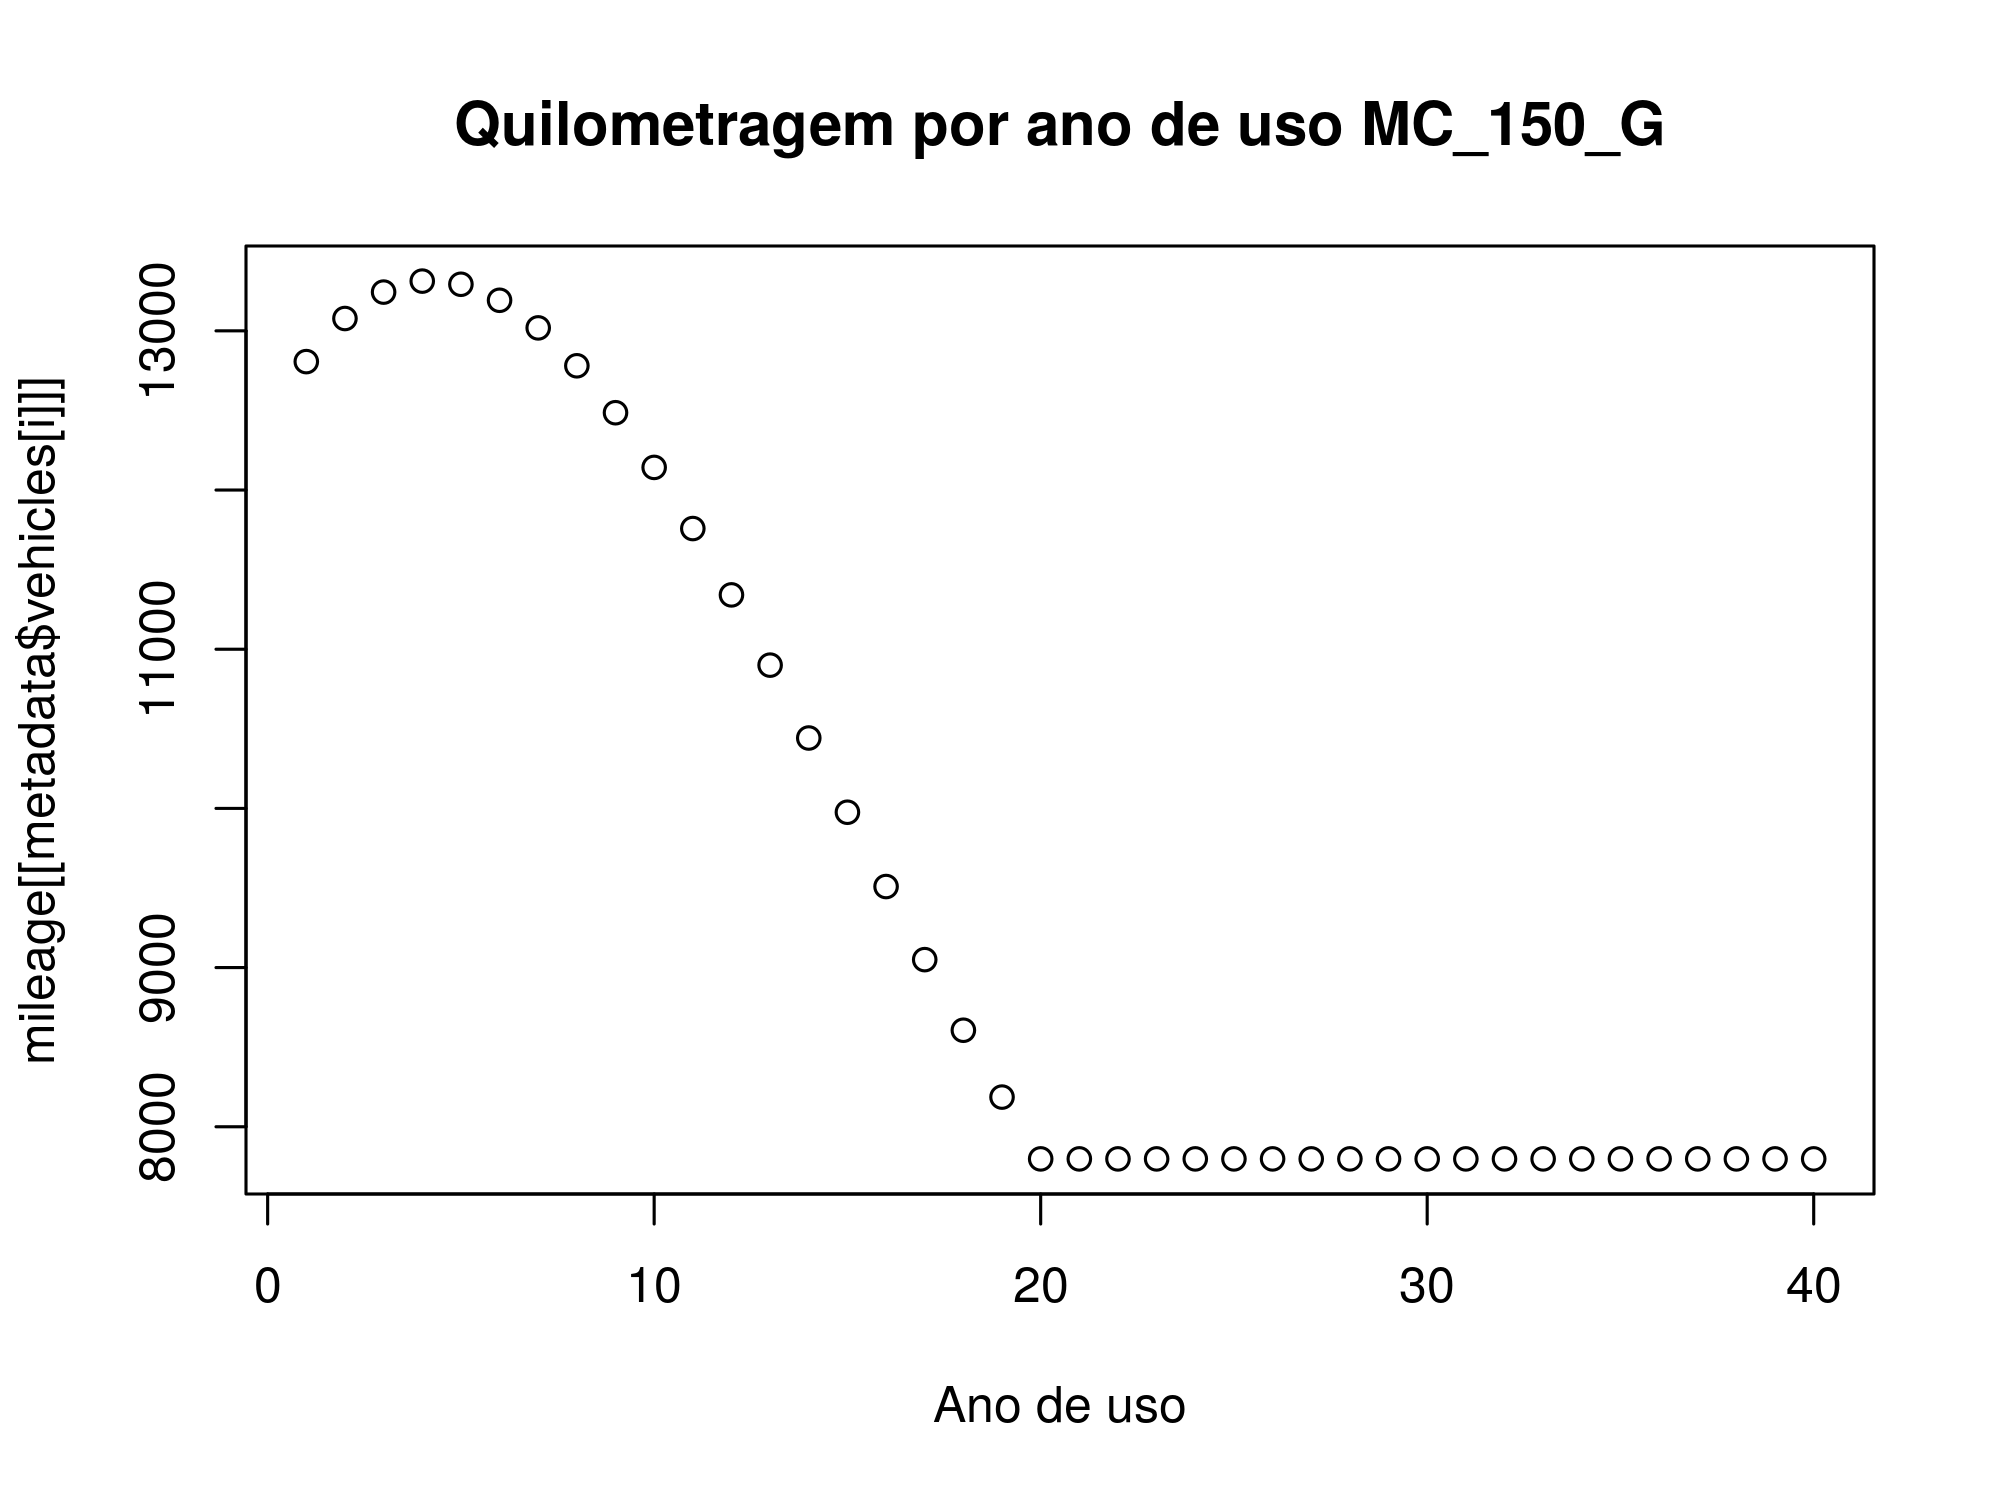 Quilometragem por ano de uso MC_150_G
mileage[[metadata$vehicles[i]]]
13000
11000
9000
8000
0 10 20 30 40
Ano de uso